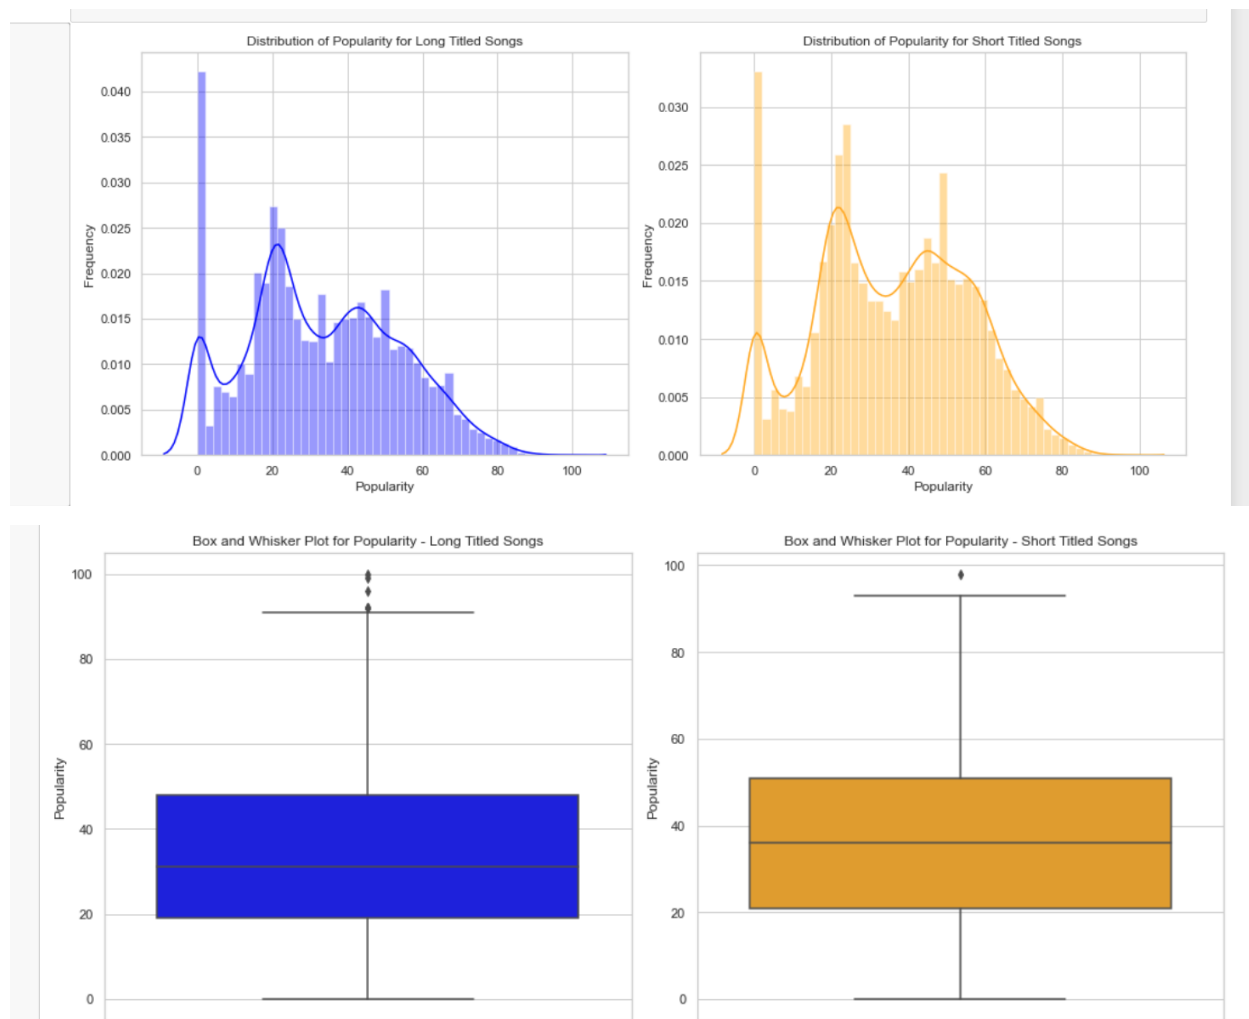 Distribution of Popularity for Long Titled Songs
0.040
0.035
0.030
0.025
0.020
0.015
0.010
0.005
0.000
Frequency
0 20 40 60 80 100
Popularity
Distribution of Popularity for Short Titled Songs
0.030
0.025
0.020
0.015
0.010
0.005
0.000
Frequency
0 20 40 60 80 100
Popularity
Box and Whisker Plot for Popularity - Long Titled Songs
100
80
60
40
20
0
Popularity
Box and Whisker Plot for Popularity - Short Titled Songs
100
80
60
40
20
0
Popularity